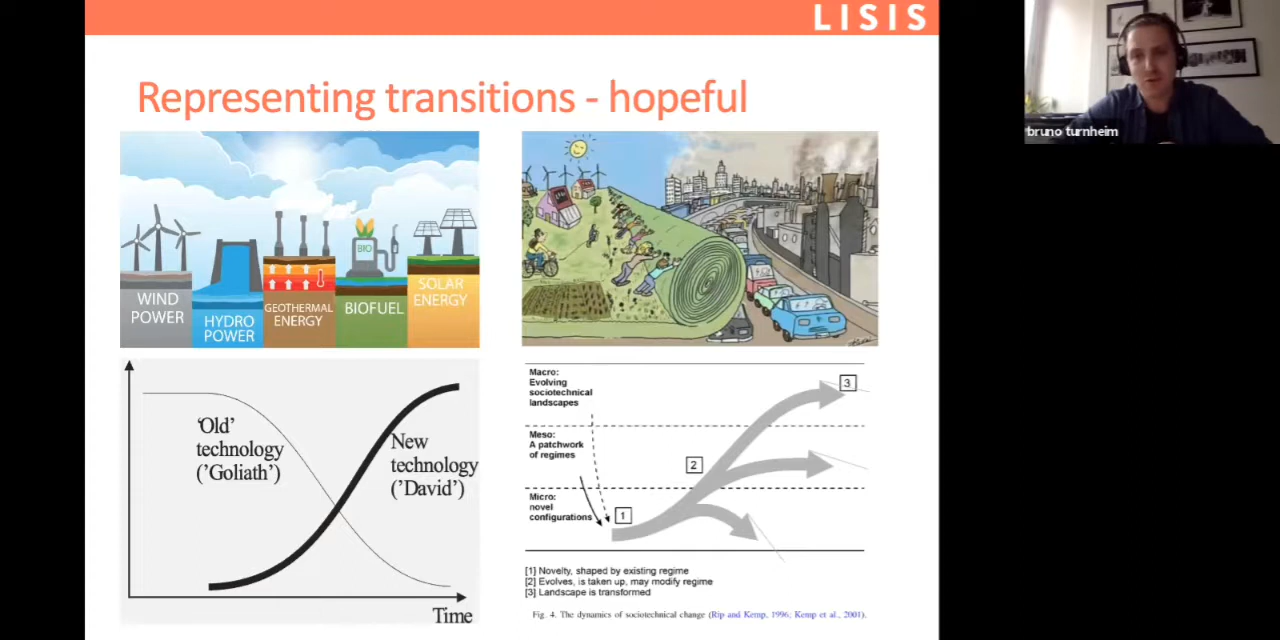 LISIS
bruno turnheim
Representing transitions - hopeful
WIND
POWER
HYDRO
POWER
GEOTHERMAL
ENERGY
BIO
BIOFUEL
SOLAR
ENERGY
'Old'
technology
('Goliath')
New
technology
('David')
Time
Macro:
Evolving
sociotechnical
landscapes
Meso:
A patchwork
of regimes
Micro:
novel
configurations
1
2
3
[1] Novelty, shaped by existing regime
[2] Evolves, is taken up, may modify regime
[3] Landscape is transformed
Fig. 4. The dynamics of sociotechnical change (Rip and Kemp, 1996; Kemp et al., 2001).